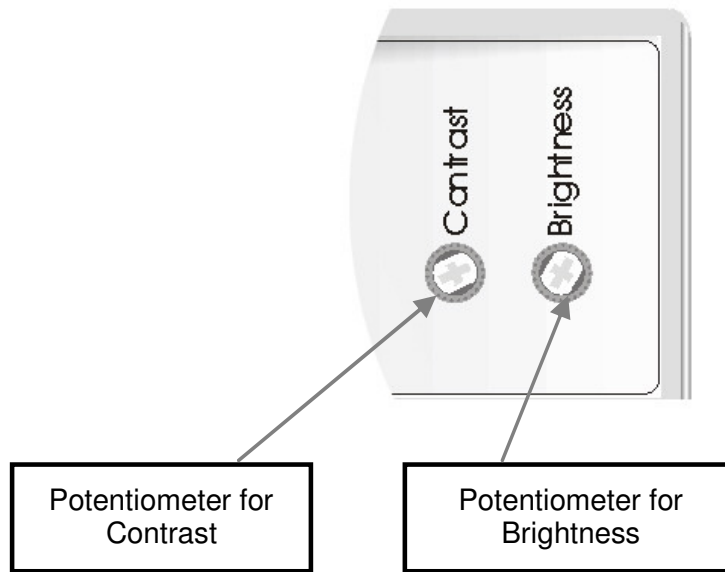 Contrast
Brightness
Potentiometer for
Contrast
Potentiometer for
Brightness